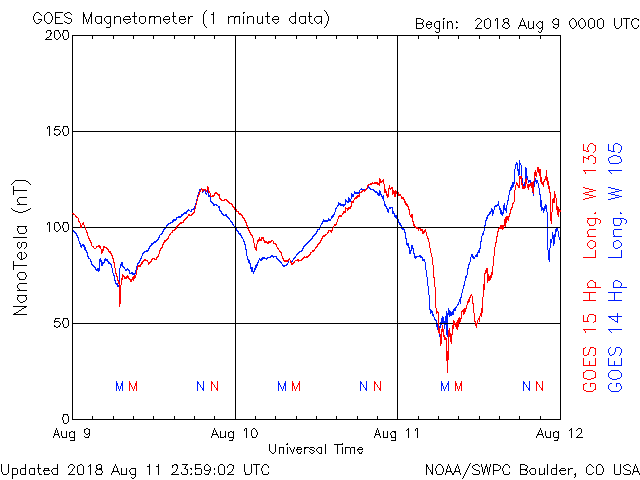 GOES Magnetometer (1 minute data)
Begin: 2018 Aug 9 0000 UTC
200
150
100
50
0
NanoTesla (nT)
M M N N M M N N M M N N
Aug 9 Aug 10 Aug 11 Aug 12
Universal Time
GOES 15 Hp Long. W 135
GOES 14 Hp Long. W 105
Updated 2018 Aug 11 23:59:02 UTC
NOAA/SWPC Boulder, CO USA